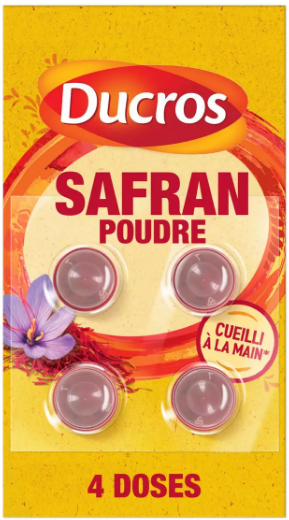 Ducros
SAFRAN
POUDRE
CUEILLI
À LA MAIN*
4 DOSES